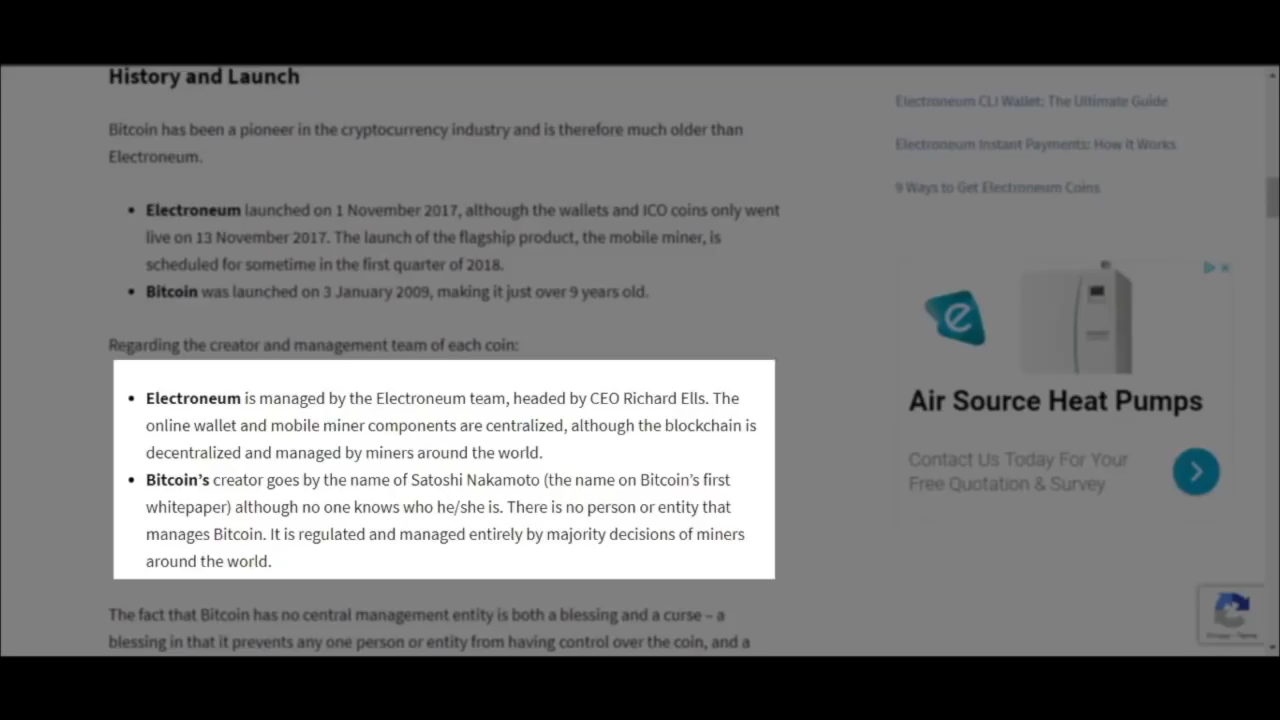 History and Launch
Bitcoin has been a pioneer in the cryptocurrency industry and is therefore much older than
Electroneum.
Electroneum launched on 1 November 2017, although the wallets and ICO coins only went
live on 13 November 2017. The launch of the flagship product, the mobile miner, is
scheduled for sometime in the first quarter of 2018.
Bitcoin was launched on 3 January 2009, making it just over 9 years old.
Regarding the creator and management team of each coin:
Electroneum is managed by the Electroneum team, headed by CEO Richard Ells. The
online wallet and mobile miner components are centralized, although the blockchain is
decentralized and managed by miners around the world.
Bitcoin’s creator goes by the name of Satoshi Nakamoto (the name on Bitcoin’s first
whitepaper) although no one knows who he/she is. There is no person or entity that
manages Bitcoin. It is regulated and managed entirely by majority decisions of miners
around the world.
The fact that Bitcoin has no central management entity is both a blessing and a curse – a
blessing in that it prevents any one person or entity from having control over the coin, and a
Electroneum CLI Wallet: The Ultimate Guide
Electroneum Instant Payments: How it Works
9 Ways to Get Electroneum Coins
e
Air Source Heat Pumps
Contact Us Today For Your
Free Quotation & Survey
Privacy - Terms